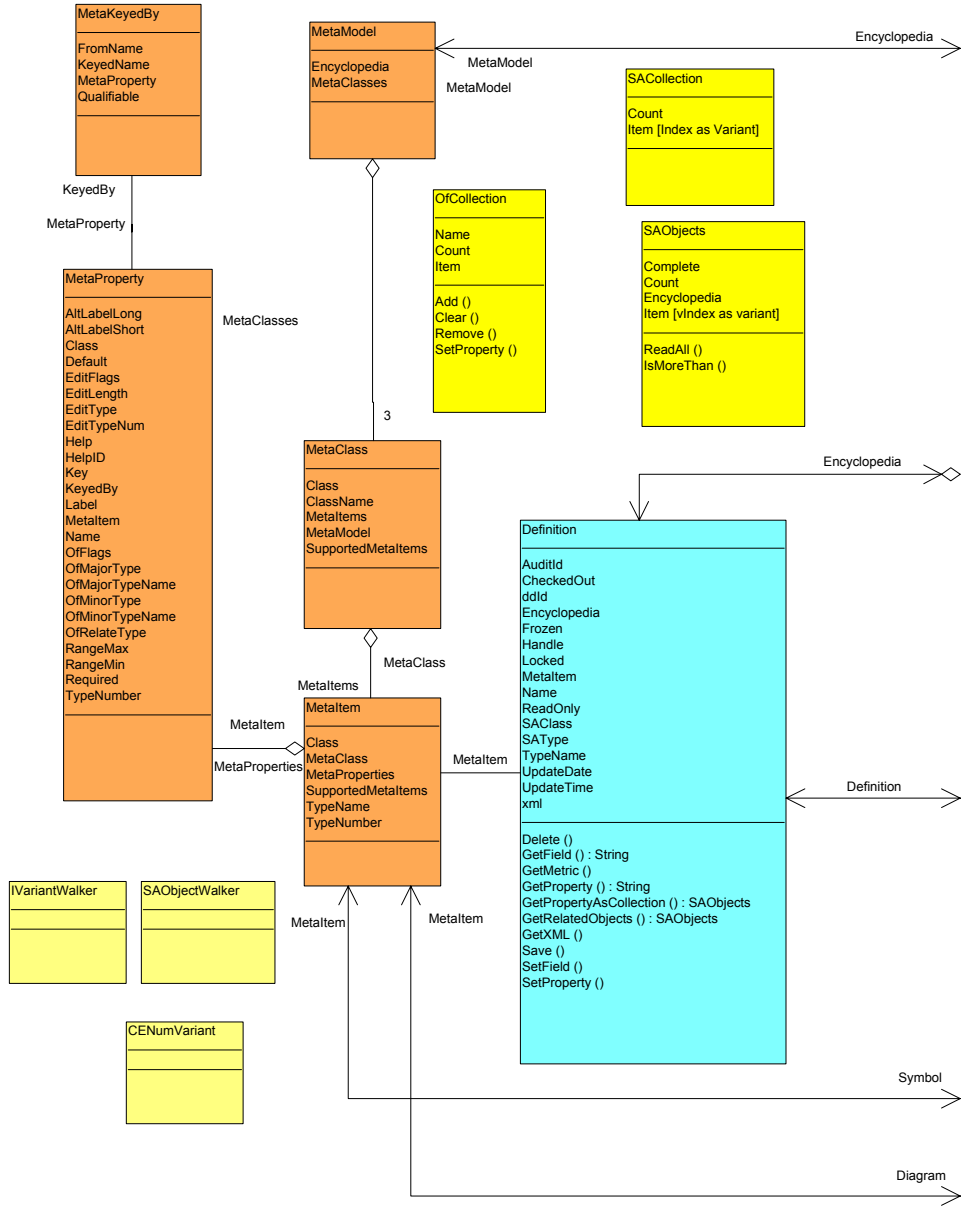 MetaKeyedBy
FromName
KeyedName
MetaProperty
Qualifiable
KeyedBy
MetaProperty
MetaModel
Encyclopedia
MetaClasses
MetaModel
MetaModel
Encyclopedia
SACollection
Count
Item [Index as Variant]
OfCollection
Name
Count
Item
Add ()
Clear ()
Remove ()
SetProperty ()
SAObjects
Complete
Count
Encyclopedia
Item [vIndex as variant]
ReadAll ()
IsMoreThan ()
MetaProperty
AltLabelLong
AltLabelShort
Class
Default
EditFlags
EditLength
EditType
EditTypeNum
Help
HelpID
Key
KeyedBy
Label
MetaItem
Name
OfFlags
OfMajorType
OfMajorTypeName
OfMinorType
OfMinorTypeName
OfRelateType
RangeMax
RangeMin
Required
TypeNumber
MetaClasses
3
MetaClass
Class
ClassName
MetaItems
MetaModel
SupportedMetaItems
MetaClass
MetaItems
MetaItem
Class
MetaClass
MetaProperties
SupportedMetaItems
TypeName
TypeNumber
MetaItem
MetaProperties
MetaItem
Encyclopedia
Definition
AuditId
CheckedOut
ddId
Encyclopedia
Frozen
Handle
Locked
MetaItem
Name
ReadOnly
SAClass
SAType
TypeName
UpdateDate
UpdateTime
xml
Delete ()
GetField () : String
GetMetric ()
GetProperty () : String
GetPropertyAsCollection () : SAObjects
GetRelatedObjects () : SAObjects
GetXML ()
Save ()
SetField ()
SetProperty ()
Definition
IVariantWalker
SAObjectWalker
CENumVariant
MetaItem
MetaItem
Symbol
Diagram